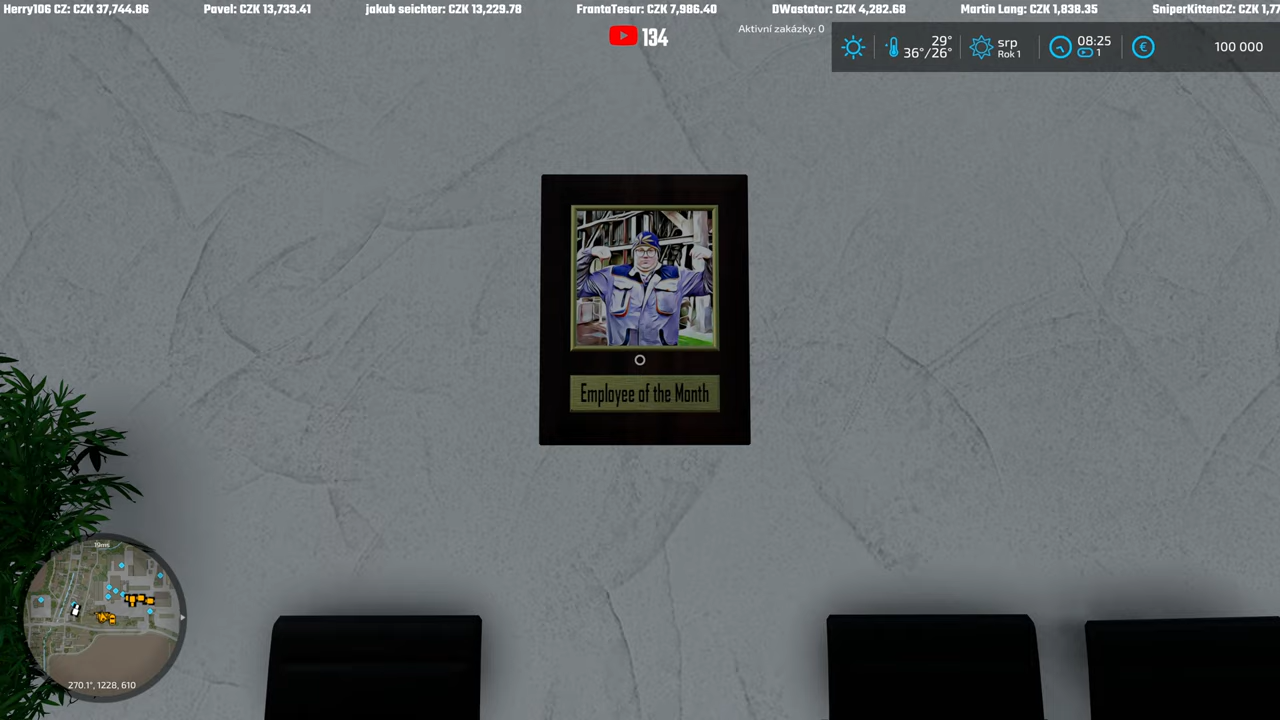 Herry106 CZ: CZK 37,744.86 Pavel: CZK 13,733.41 jakub seichter: CZK 13,229.78 FrantaTesar: CZK 7,986.40 DWastator: CZK 4,282.68 Martin Lang: CZK 1,838.35 SniperKittenCZ: CZK 1,77
134
Aktivní zakázky: 0
29°
36°/26°
srp
Rok 1
08:25
1
100 000
Employee of the Month
19ms
270.1°, 1228, 610